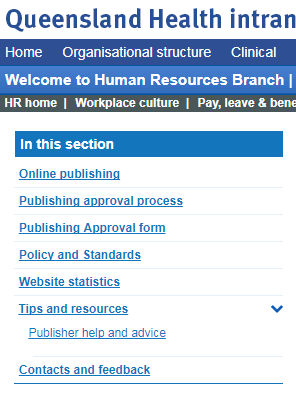 Queensland Health intran
Home Organisational structure Clinical
Welcome to Human Resources Branch |
HR home | Workplace culture | Pay, leave & bene
In this section
Online publishing
Publishing approval process
Publishing Approval form
Policy and Standards
Website statistics
Tips and resources
Publisher help and advice
Contacts and feedback